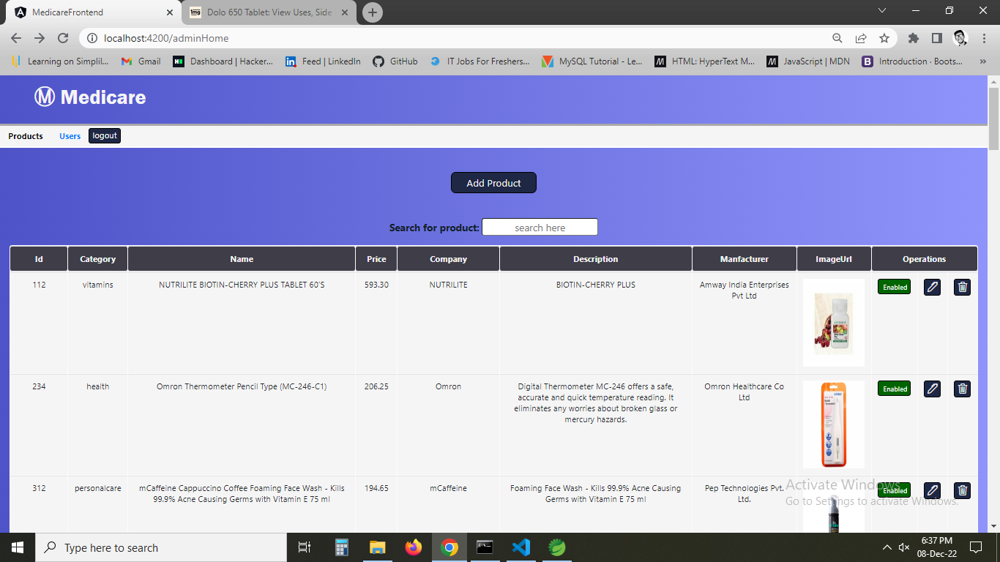 MedicareFrontend
1mg
Dolo 650 Tablet: View Uses, Side
localhost:4200/adminHome
Learning on Simplil...
Gmail
Dashboard | Hacker...
Feed | LinkedIn
GitHub
IT Jobs For Freshers...
MySQL Tutorial - Le...
HTML: HyperText M...
JavaScript | MDN
B Introduction · Boots...
Ⓜ Medicare
Products Users logout
Add Product
Search for product: search here
Id Category Name Price Company Description Manfacturer ImageUrl Operations
112 vitamins NUTRILITE BIOTIN-CHERRY PLUS TABLET 60'S 593.30 NUTRILITE BIOTIN-CHERRY PLUS Amway India Enterprises Enabled
Pvt Ltd
234 health Omron Thermometer Pencil Type (MC-246-C1) 206.25 Omron Digital Thermometer MC-246 offers a safe, Omron Healthcare Co Enabled
accurate and quick temperature reading. It Ltd
eliminates any worries about broken glass or
mercury hazards.
312 personalcare mCaffeine Cappuccino Coffee Foaming Face Wash - Kills 194.65 mCaffeine Foaming Face Wash - Kills 99.9% Acne Causing Pep Technologies Pvt. Enabled
99.9% Acne Causing Germs with Vitamin E 75 ml Germs with Vitamin E 75 ml Ltd.
Activate Windows
Go to Settings to activate Windows.
Type here to search
6:37 PM
08-Dec-22